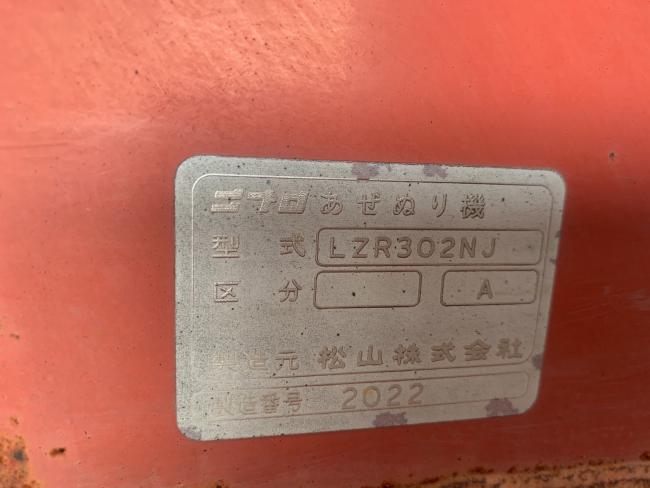 ニプロ あぜぬり機
型 式 LZR302NJ
区 分 A
製造元 松山株式会社
製造番号 2022